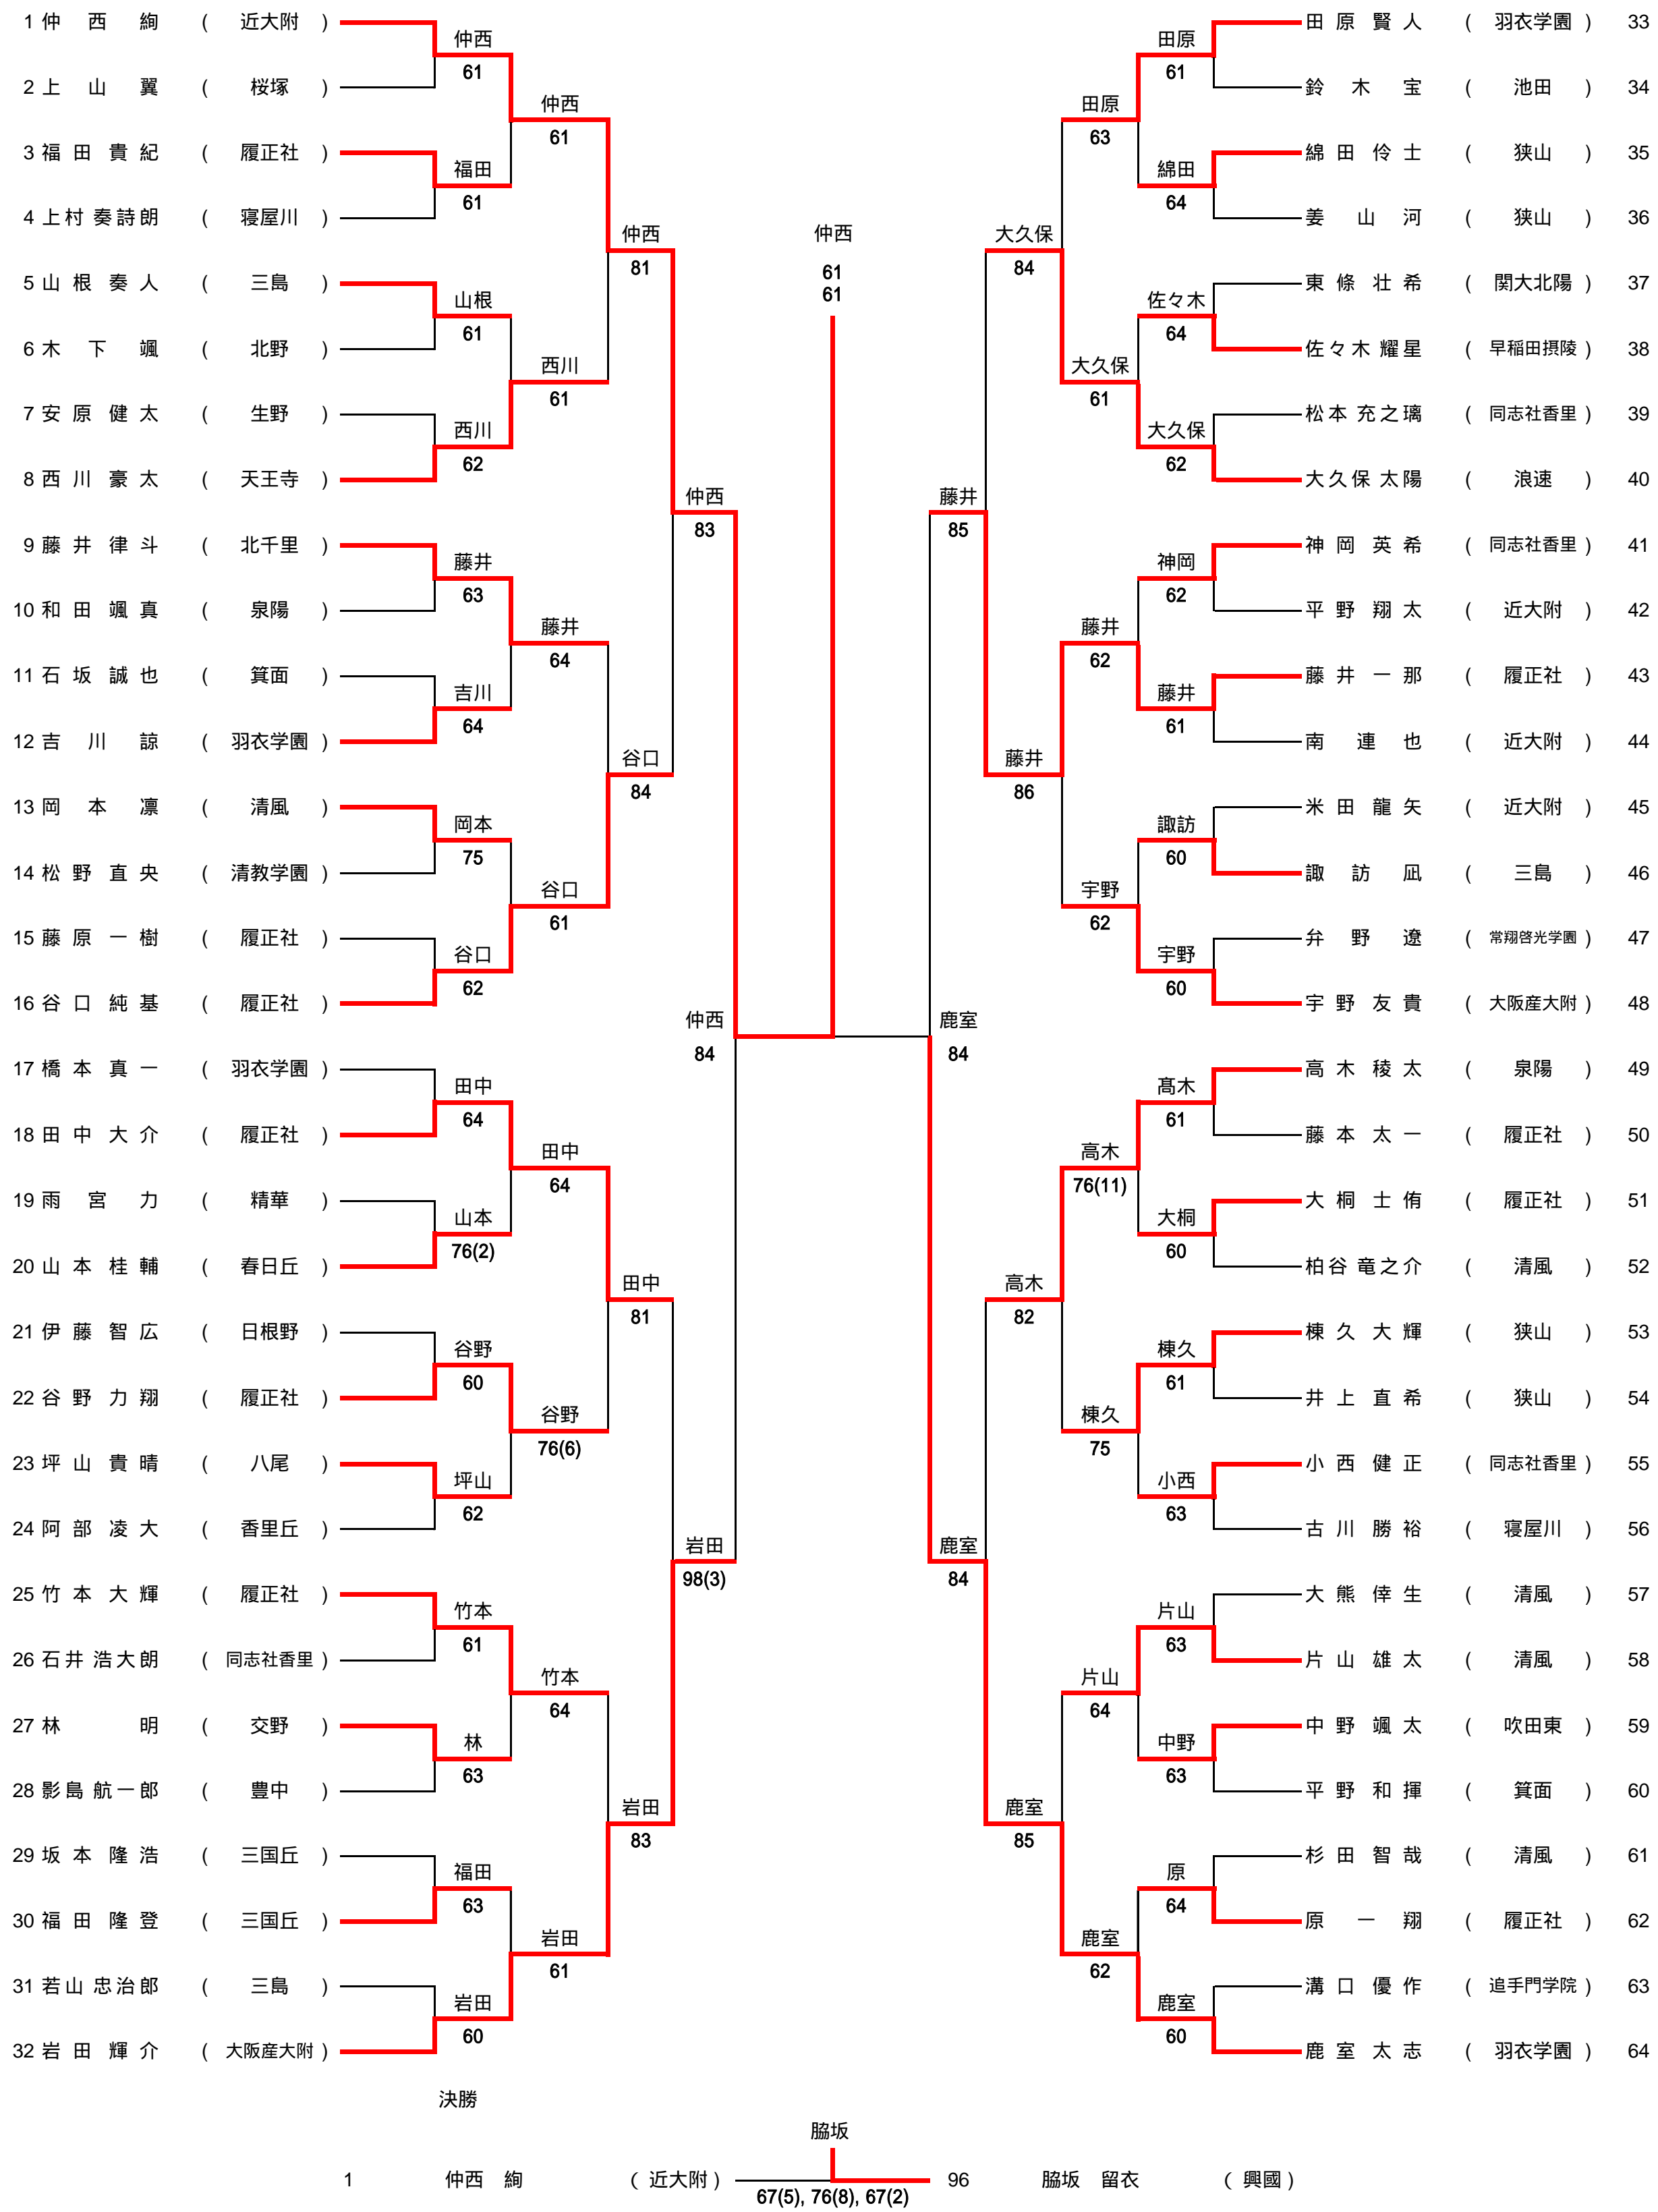 1 仲西 絢 ( 近大附 )
2 上山 翼 ( 桜塚 )
3 福田 貴紀 ( 履正社 )
4 上村 奏詩朗 ( 寝屋川 )
5 山根 奏人 ( 三島 )
6 木下 颯 ( 北野 )
7 安原 健太 ( 生野 )
8 西川 豪太 ( 天王寺 )
9 藤井 律斗 ( 北千里 )
10 和田 颯真 ( 泉陽 )
11 石坂 誠也 ( 箕面 )
12 吉川 諒 ( 羽衣学園 )
13 岡本 凛 ( 清風 )
14 松野 直央 ( 清教学園 )
15 藤原 一樹 ( 履正社 )
16 谷口 純基 ( 履正社 )
17 橋本 真一 ( 羽衣学園 )
18 田中 大介 ( 履正社 )
19 雨宮 力 ( 精華 )
20 山本 桂輔 ( 春日丘 )
21 伊藤 智広 ( 日根野 )
22 谷野 力翔 ( 履正社 )
23 坪山 貴晴 ( 八尾 )
24 阿部 凌大 ( 香里丘 )
25 竹本 大輝 ( 履正社 )
26 石井 浩大朗 ( 同志社香里 )
27 林 明 ( 交野 )
28 影島 航一郎 ( 豊中 )
29 坂本 隆浩 ( 三国丘 )
30 福田 隆登 ( 三国丘 )
31 若山 忠治郎 ( 三島 )
32 岩田 輝介 ( 大阪産大附 )
仲西
61
福田
61
山根
61
西川
62
藤井
63
吉川
64
岡本
75
谷口
62
田中
64
山本
76(2)
谷野
60
坪山
62
竹本
61
林
63
福田
63
岩田
60
仲西
61
西川
61
藤井
64
谷口
61
田中
64
谷野
76(6)
竹本
64
岩田
61
仲西
81
谷口
84
田中
81
岩田
83
仲西
83
岩田
98(3)
仲西
84
仲西
61
61
鹿室
84
藤井
85
鹿室
84
大久保
84
藤井
86
高木
82
鹿室
85
田原
63
大久保
61
藤井
62
宇野
62
高木
76(11)
棟久
75
片山
64
鹿室
62
田原
61
綿田
64
佐々木
64
大久保
62
神岡
62
藤井
61
諏訪
60
宇野
60
髙木
61
大桐
60
棟久
61
小西
63
片山
63
中野
63
原
64
鹿室
60
田原 賢人 ( 羽衣学園 ) 33
鈴木 宝 ( 池田 ) 34
綿田 伶士 ( 狭山 ) 35
姜 山河 ( 狭山 ) 36
東條 壮希 ( 関大北陽 ) 37
佐々木 耀星 ( 早稲田摂陵 ) 38
松本 充之璃 ( 同志社香里 ) 39
大久保 太陽 ( 浪速 ) 40
神岡 英希 ( 同志社香里 ) 41
平野 翔太 ( 近大附 ) 42
藤井 一那 ( 履正社 ) 43
南 連也 ( 近大附 ) 44
米田 龍矢 ( 近大附 ) 45
諏訪 凪 ( 三島 ) 46
弁野 遼 ( 常翔啓光学園 ) 47
宇野 友貴 ( 大阪産大附 ) 48
高木 稜太 ( 泉陽 ) 49
藤本 太一 ( 履正社 ) 50
大桐 士侑 ( 履正社 ) 51
柏谷 竜之介 ( 清風 ) 52
棟久 大輝 ( 狭山 ) 53
井上 直希 ( 狭山 ) 54
小西 健正 ( 同志社香里 ) 55
古川 勝裕 ( 寝屋川 ) 56
大熊 倖生 ( 清風 ) 57
片山 雄太 ( 清風 ) 58
中野 颯太 ( 吹田東 ) 59
平野 和揮 ( 箕面 ) 60
杉田 智哉 ( 清風 ) 61
原 一翔 ( 履正社 ) 62
溝口 優作 ( 追手門学院 ) 63
鹿室 太志 ( 羽衣学園 ) 64
決勝
脇坂
1 仲西 絢 ( 近大附 ) 96 脇坂 留衣 ( 興國 )
67(5), 76(8), 67(2)